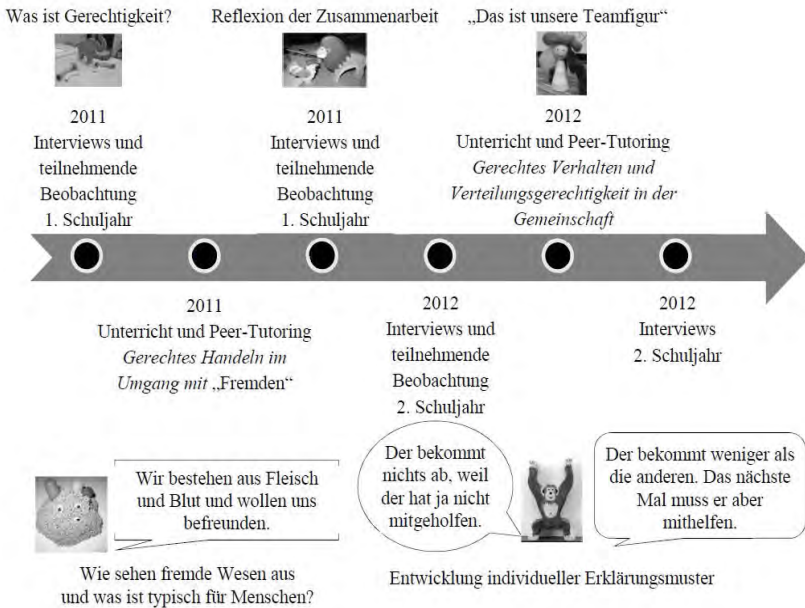 Was ist Gerechtigkeit?
Reflexion der Zusammenarbeit
„Das ist unsere Teamfigur“
2011
Interviews und
teilnehmende
Beobachtung
1. Schuljahr
2011
Interviews und
teilnehmende
Beobachtung
1. Schuljahr
2012
Unterricht und Peer-Tutoring
Gerechtes Verhalten und
Verteilungsgerechtigkeit in der
Gemeinschaft
2011
Unterricht und Peer-Tutoring
Gerechtes Handeln im
Umgang mit „Fremden“
2012
Interviews und
teilnehmende
Beobachtung
2. Schuljahr
2012
Interviews
2. Schuljahr
Wir bestehen aus Fleisch
und Blut und wollen uns
befreunden.
Der bekommt
nichts ab, weil
der hat ja nicht
mitgeholfen.
Der bekommt weniger als
die anderen. Das nächste
Mal muss er aber
mithelfen.
Wie sehen fremde Wesen aus
und was ist typisch für Menschen?
Entwicklung individueller Erklärungsmuster